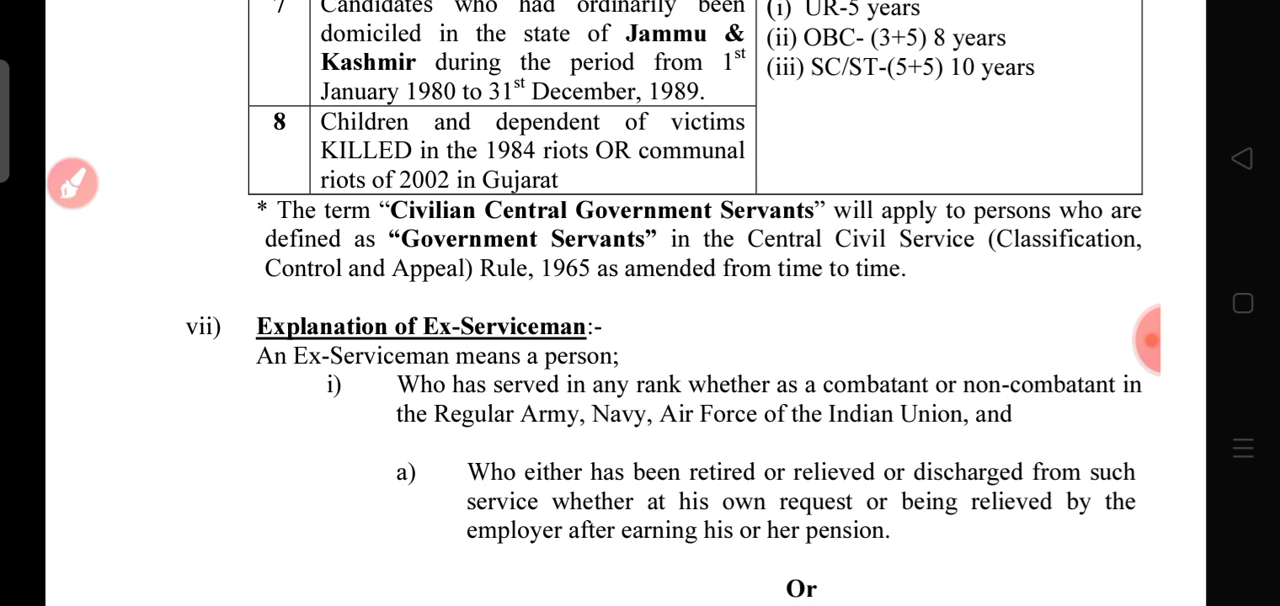 7 Candidates who had ordinarily been
domiciled in the state of Jammu &
Kashmir during the period from 1st
January 1980 to 31st December, 1989.
(i) UR-5 years
(ii) OBC- (3+5) 8 years
(iii) SC/ST-(5+5) 10 years
8 Children and dependent of victims
KILLED in the 1984 riots OR communal
riots of 2002 in Gujarat
* The term “Civilian Central Government Servants” will apply to persons who are
defined as “Government Servants” in the Central Civil Service (Classification,
Control and Appeal) Rule, 1965 as amended from time to time.
vii) Explanation of Ex-Serviceman:-
An Ex-Serviceman means a person;
i) Who has served in any rank whether as a combatant or non-combatant in
the Regular Army, Navy, Air Force of the Indian Union, and
a) Who either has been retired or relieved or discharged from such
service whether at his own request or being relieved by the
employer after earning his or her pension.
Or